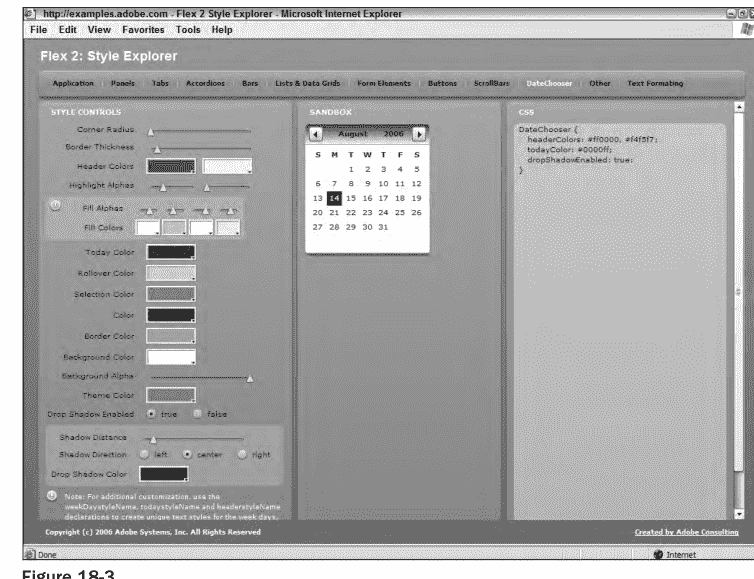 http://examples.adobe.com - Flex 2 Style Explorer - Microsoft Internet Explorer
File Edit View Favorites Tools Help
Flex 2: Style Explorer
Application Panels Tabs Accordions Bars Lists & Data Grids Form Elements Buttons ScrollBars DateChooser Other Text Formating
STYLE CONTROLS
Corner Radius
Border Thickness
Header Colors
Highlight Alphas
Fill Alphas
Fill Colors
Today Color
Rollover Color
Selection Color
Color
Border Color
Background Color
Background Alpha
Theme Color
Drop Shadow Enabled true false
Shadow Distance
Shadow Direction left center right
Drop Shadow Color
Note: For additional customization, use the
weekDaystyleName, todaystyleName and headerstyleName
declarations to create unique text styles for the week days,
SANDBOX
August 2006
S M T W T F S
1 2 3 4 5
6 7 8 9 10 11 12
13 14 15 16 17 18 19
20 21 22 23 24 25 26
27 28 29 30 31
CSS
DateChooser {
headerColors: #ff0000, #f4f5f7;
todayColor: #0000ff;
dropShadowEnabled: true;
}
Copyright (c) 2006 Adobe Systems, Inc. All Rights Reserved
Created by Adobe Consulting
Done
Internet
Figure 18-3